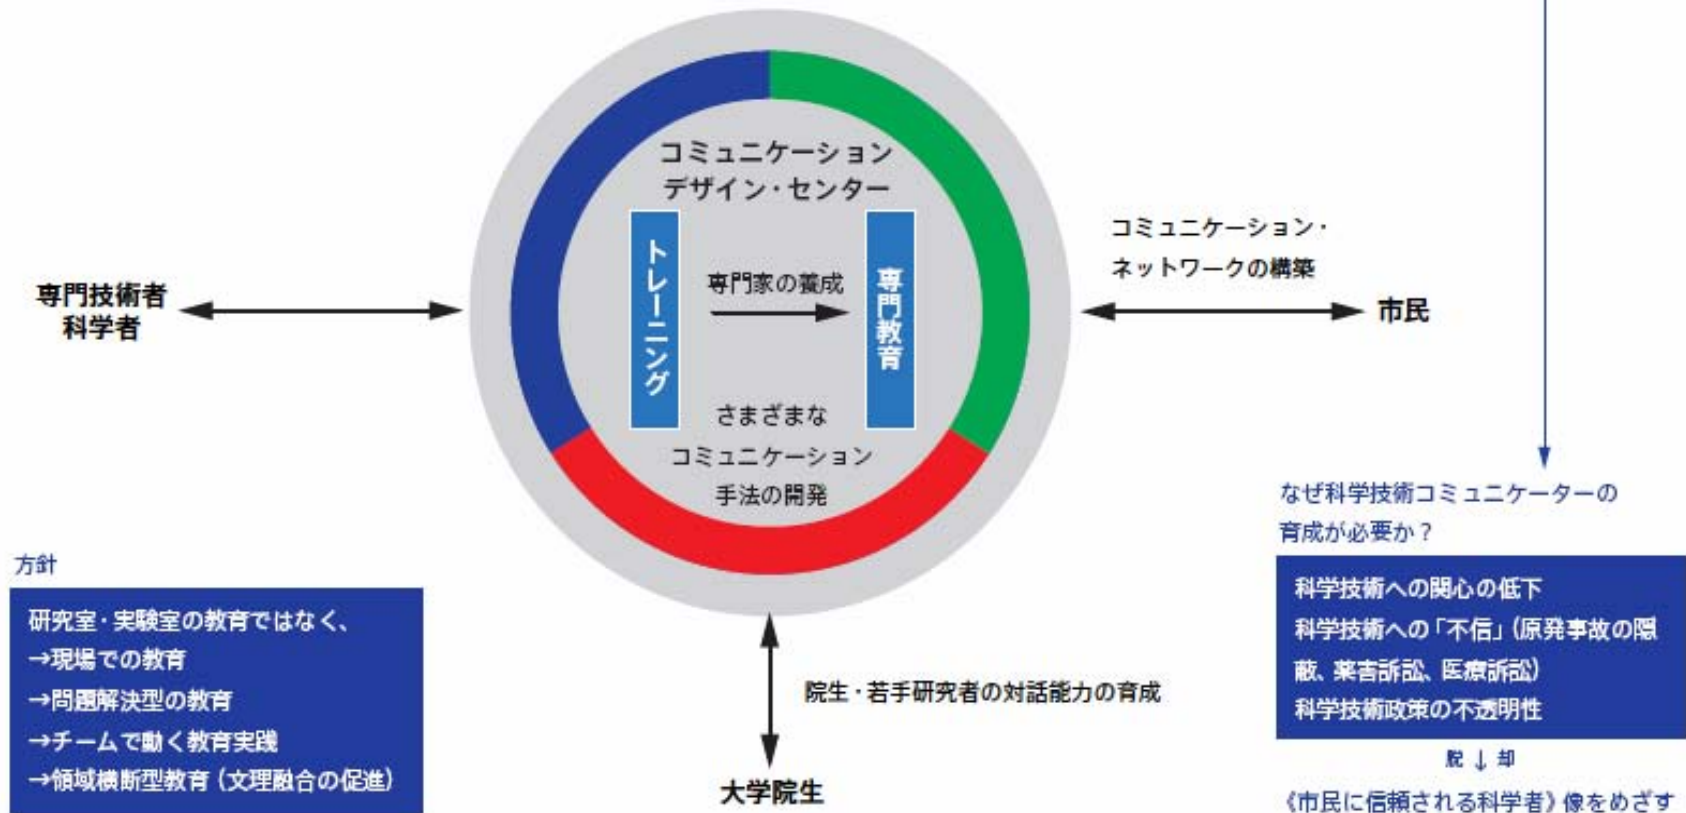 コミュニケーション
デザイン・センター
トレーニング
専門家の養成
専門教育
さまざまな
コミュニケーション
手法の開発
専門技術者
科学者
コミュニケーション・
ネットワークの構築
市民
院生・若手研究者の対話能力の育成
大学院生
方針
研究室・実験室の教育ではなく、
→現場での教育
→問題解決型の教育
→チームで動く教育実践
→領域横断型教育（文理融合の促進）
なぜ科学技術コミュニケーターの
育成が必要か？
科学技術への関心の低下
科学技術への「不信」（原発事故の隠
蔽、薬害訴訟、医療訴訟）
科学技術政策の不透明性
脱 ↓ 却
《市民に信頼される科学者》像をめざす